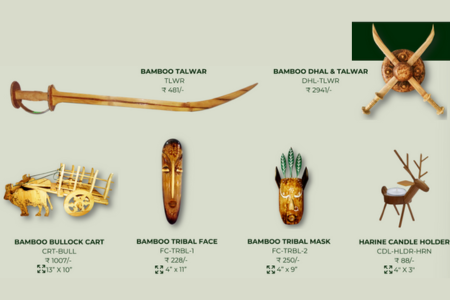 BAMBOO TALWAR
TLWR
₹ 481/-
BAMBOO DHAL & TALWAR
DHL-TLWR
₹ 2941/-
BAMBOO BULLOCK CART
CRT-BULL
₹ 1007/-
13" X 10"
BAMBOO TRIBAL FACE
FC-TRBL-1
₹ 228/-
4" x 11"
BAMBOO TRIBAL MASK
FC-TRBL-2
₹ 250/-
4" x 9"
HARINE CANDLE HOLDER
CDL-HLDR-HRN
₹ 88/-
4" X 3"